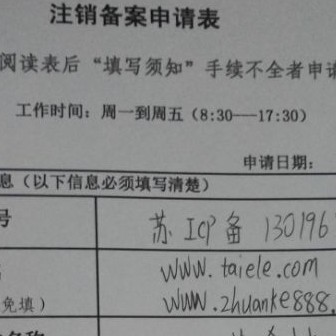 注销备案申请表
阅读表后“填写须知”手续不全者申请
工作时间：周一到周五（8:30——17:30）
申请日期：
息（以下信息必须填写清楚）
号 苏ICP备130196
www.taiele.com
免填） www.zhuanke888.
名称